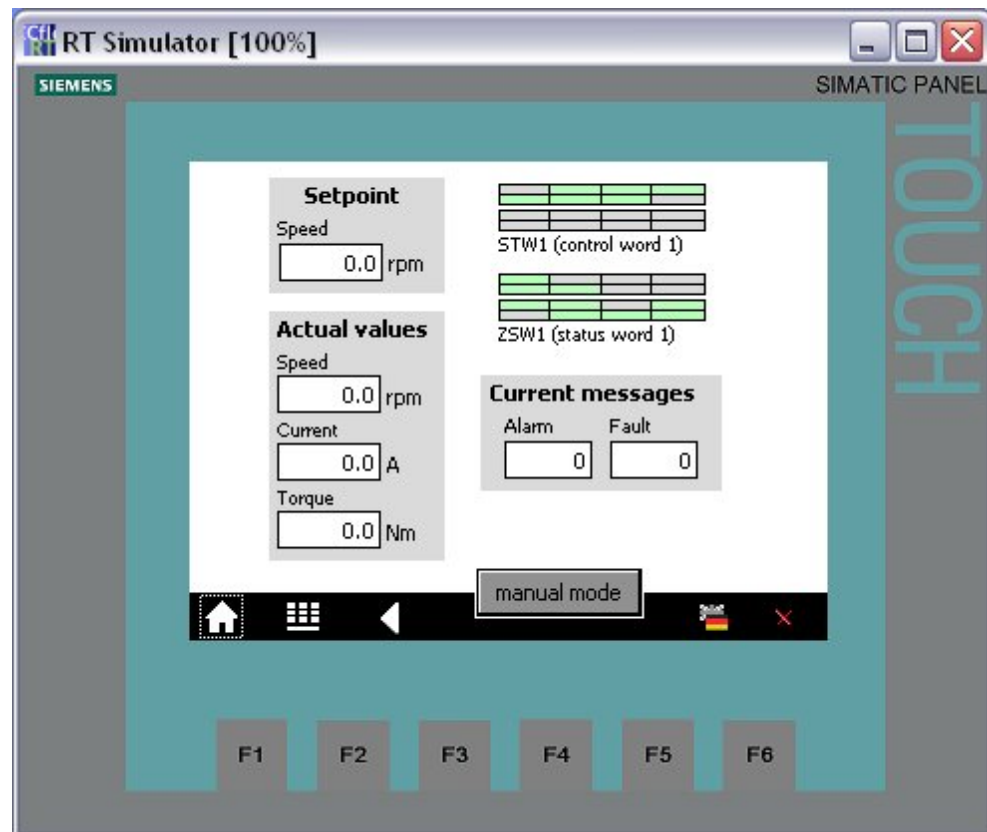 RT Simulator [100%]
SIEMENS
SIMATIC PANEL
TOUCH
Setpoint
Speed
0.0 rpm
STW1 (control word 1)
Actual values
Speed
0.0 rpm
Current
0.0 A
Torque
0.0 Nm
ZSW1 (status word 1)
Current messages
Alarm Fault
0 0
manual mode
F1 F2 F3 F4 F5 F6